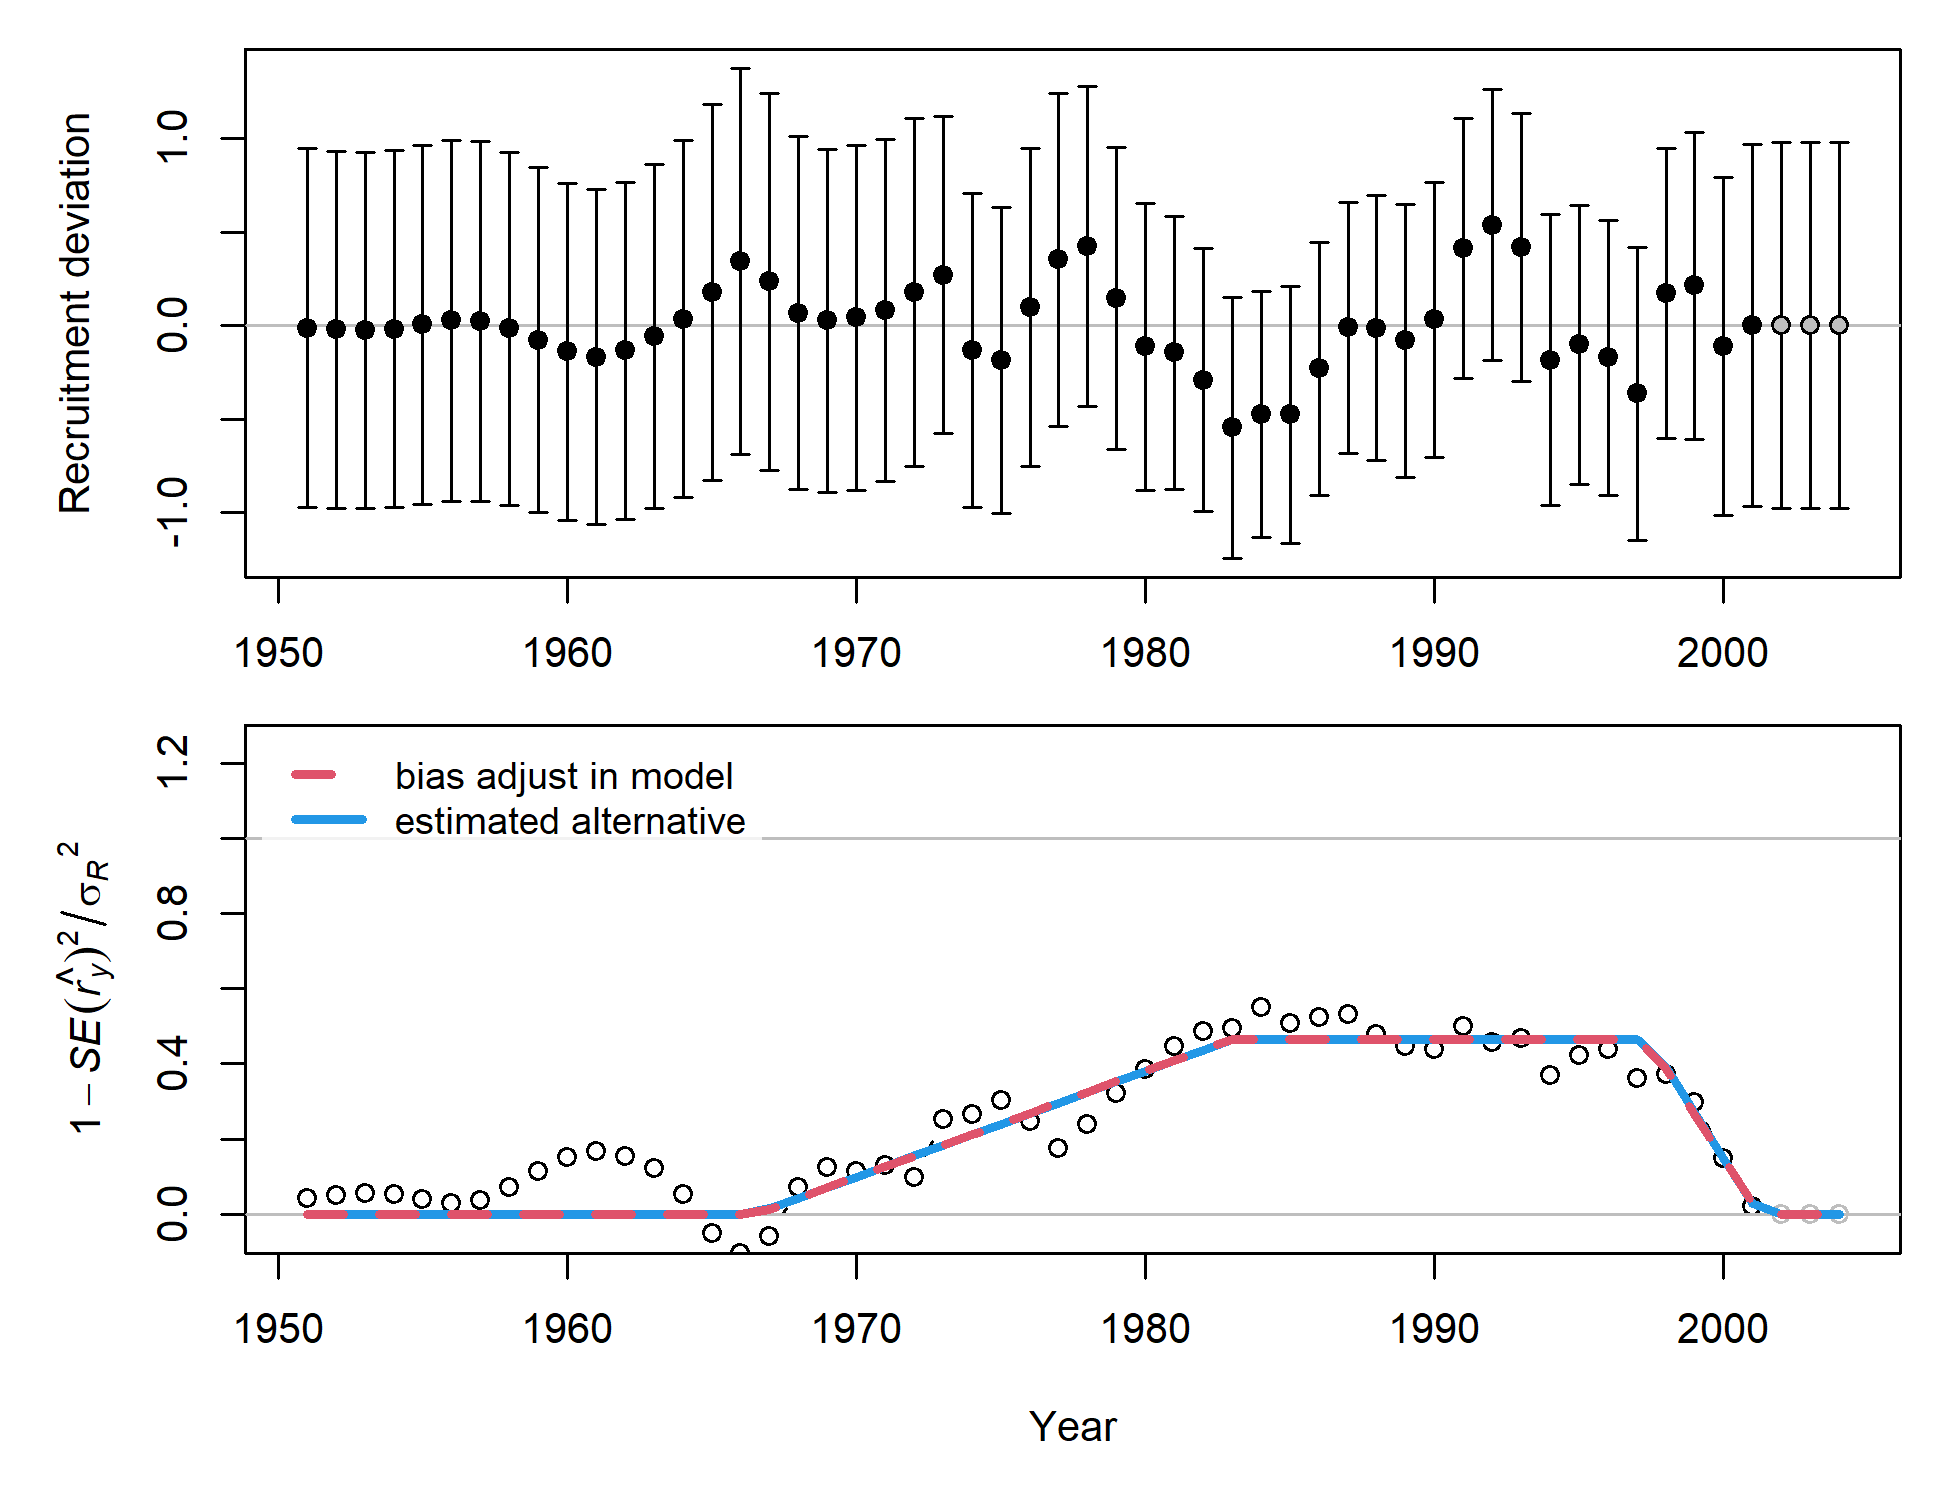 Recruitment deviation
1.0
0.0
-1.0
1950 1960 1970 1980 1990 2000
bias adjust in model
estimated alternative
1 − SE(r̂y)²/σR²
1.2
0.8
0.4
0.0
1950 1960 1970 1980 1990 2000
Year